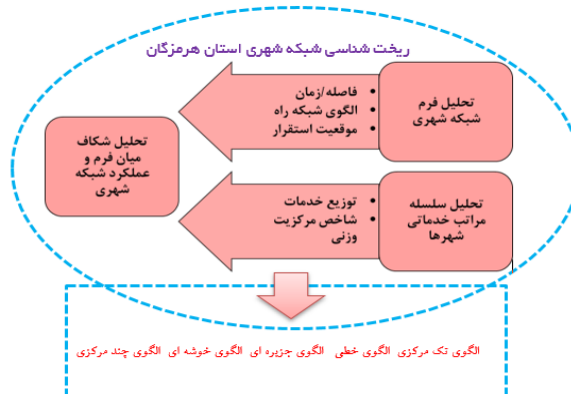 ریخت شناسی شبکه شهری استان هرمزگان
تحلیل فرم
شبکه شهری
فاصله/زمان
الگوی شبکه راه
موقعیت استقرار
تحلیل سلسله
مراتب خدماتی
شهرها
توزیع خدمات
شاخص مرکزیت
وزنی
تحلیل شکاف
میان فرم و
عملکرد شبکه
شهری
الگوی تک مرکزی الگوی خطی الگوی جزیره ای الگوی خوشه ای الگوی چند مرکزی